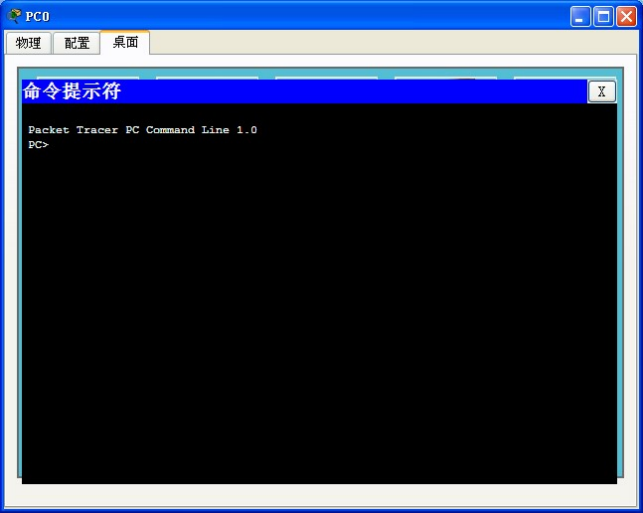 PC0
物理 配置 桌面
命令提示符 X
Packet Tracer PC Command Line 1.0
PC>